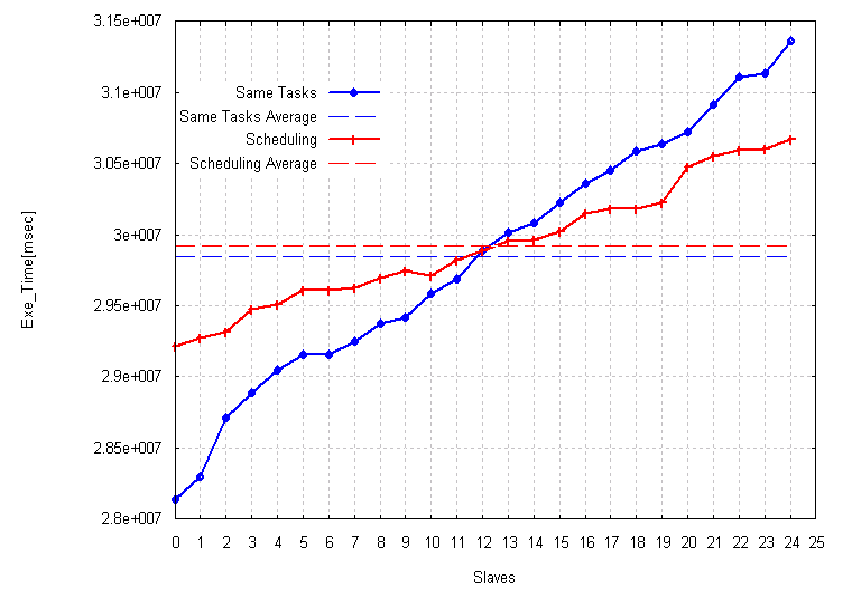 3.15e+007
3.1e+007
3.05e+007
3e+007
2.95e+007
2.9e+007
2.85e+007
2.8e+007
Exe_Time[msec]
Same Tasks
Same Tasks Average
Scheduling
Scheduling Average
0 1 2 3 4 5 6 7 8 9 10 11 12 13 14 15 16 17 18 19 20 21 22 23 24 25
Slaves